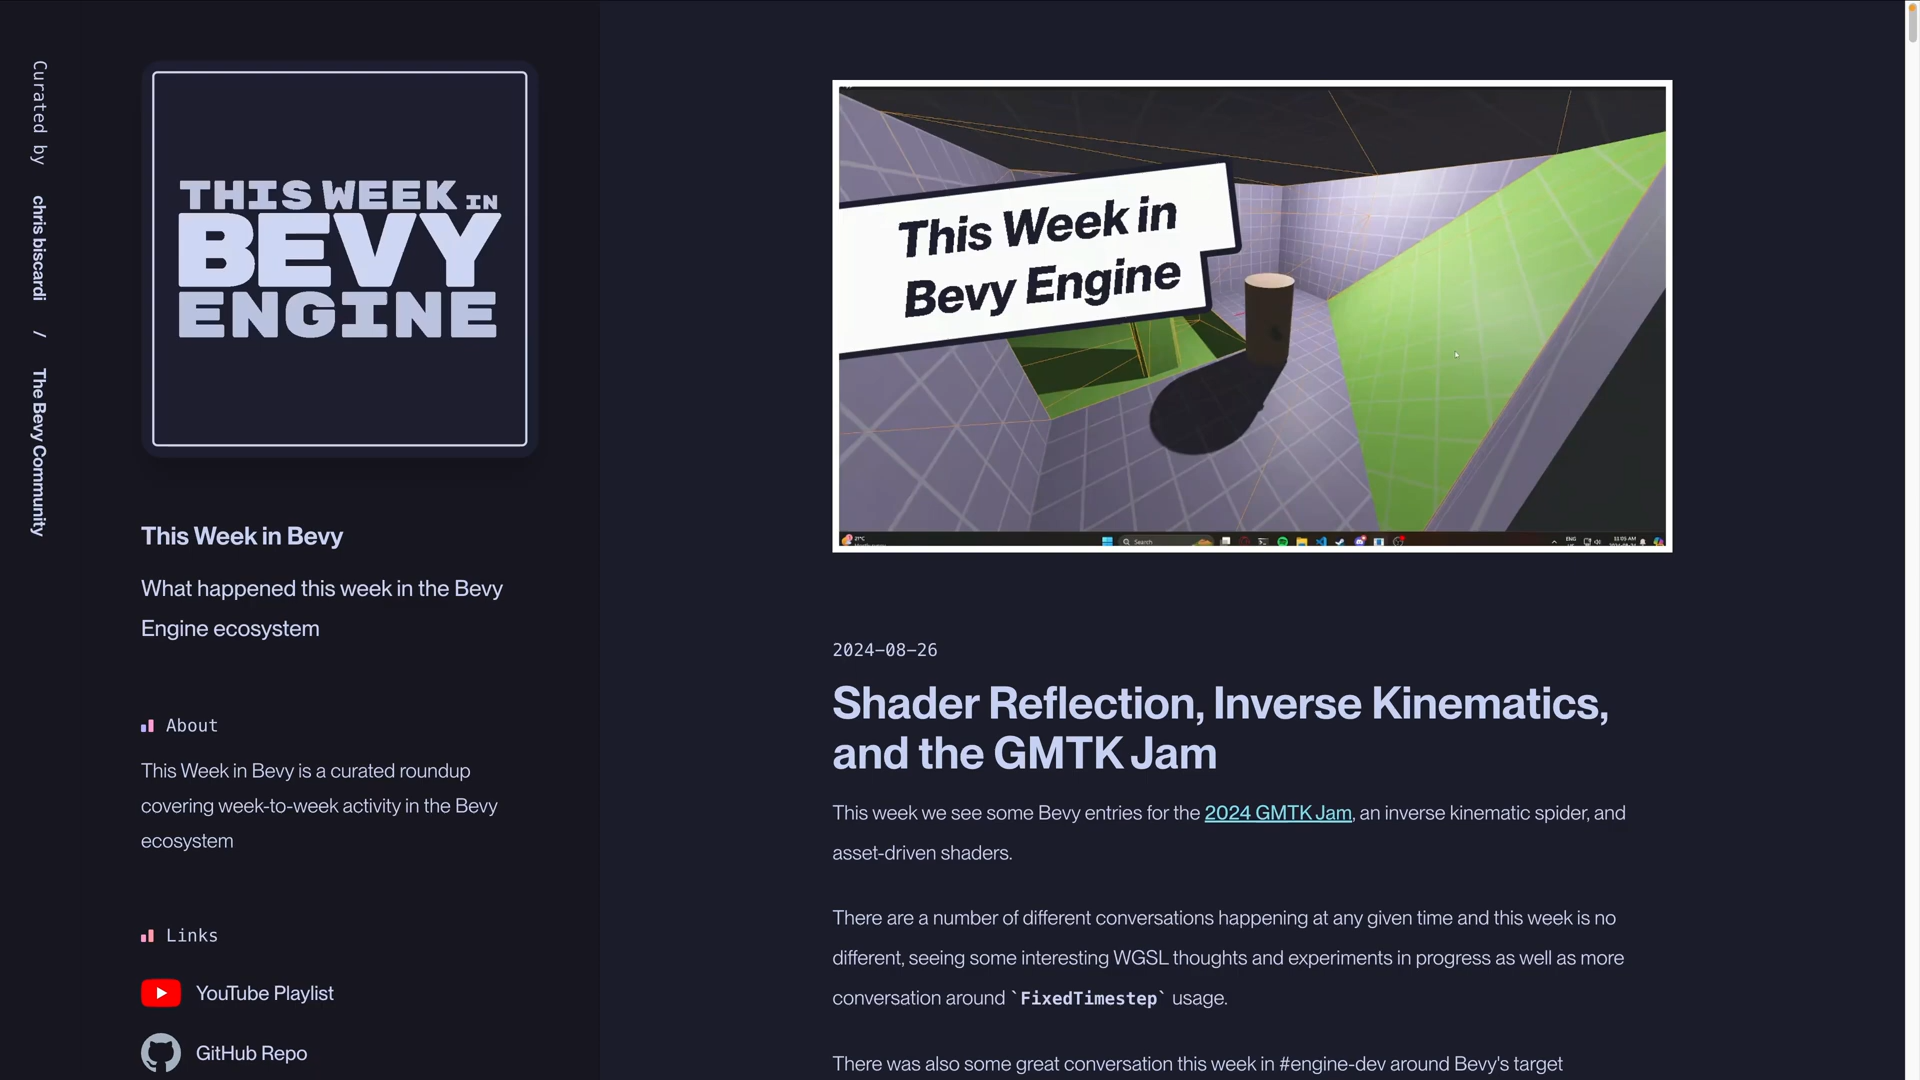 Curated by chris biscardi / The Bevy Community
THIS WEEK IN
BEVY
ENGINE
This Week in Bevy
What happened this week in the Bevy
Engine ecosystem
About
This Week in Bevy is a curated roundup
covering week-to-week activity in the Bevy
ecosystem
Links
YouTube Playlist
GitHub Repo
This Week in
Bevy Engine
21°C
Search
ENG
11:03 AM
2024-08-26
Shader Reflection, Inverse Kinematics,
and the GMTK Jam
This week we see some Bevy entries for the 2024 GMTK Jam, an inverse kinematic spider, and
asset-driven shaders.
There are a number of different conversations happening at any given time and this week is no
different, seeing some interesting WGSL thoughts and experiments in progress as well as more
conversation around `FixedTimestep` usage.
There was also some great conversation this week in #engine-dev around Bevy's target